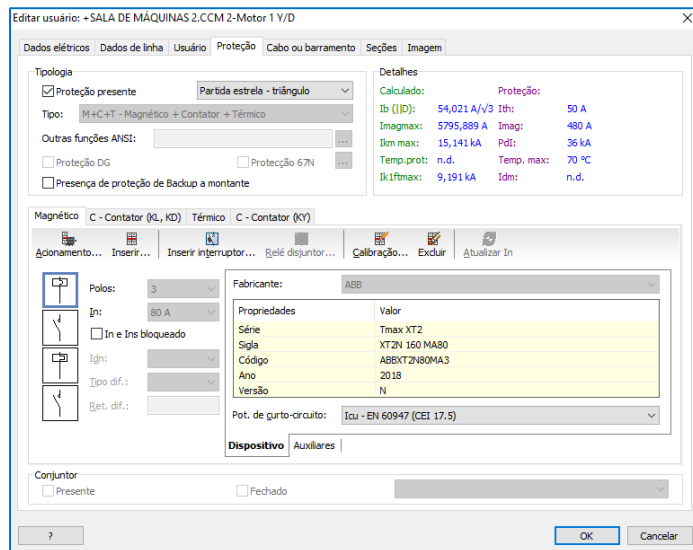 Editar usuário: +SALA DE MÁQUINAS 2.CCM 2-Motor 1 Y/D
Dados elétricos Dados de linha Usuário Proteção Cabo ou barramento Seções Imagem
Tipologia
Proteção presente Partida estrela - triângulo
Tipo: M+C+T - Magnético + Contator + Térmico
Outras funções ANSI: ...
Proteção DG Protecção 67N ...
Presença de proteção de Backup a montante
Detalhes
Calculado: Proteção:
Ib (||D): 54,021 A/√3 Ith: 50 A
Imagmax: 5795,889 A Imag: 480 A
Ikm max: 15,141 kA PdI: 36 kA
Temp.prot: n.d. Temp. max: 70 °C
Ik1ftmax: 9,191 kA Idm: n.d.
Magnético C - Contator (KL, KD) Térmico C - Contator (KY)
Acionamento... Inserir... Inserir interruptor... Relé disjuntor... Calibração... Excluir Atualizar In
Polos: 3
In: 80 A
In e Ins bloqueado
Idn:
Tipo dif.:
Ret. dif.:
Fabricante: ABB
Propriedades Valor
Série Tmax XT2
Sigla XT2N 160 MA80
Código ABBXT2N80MA3
Ano 2018
Versão N
Pot. de curto-circuito: Icu - EN 60947 (CEI 17.5)
Dispositivo Auxiliares
Conjuntor
Presente Fechado
? OK Cancelar